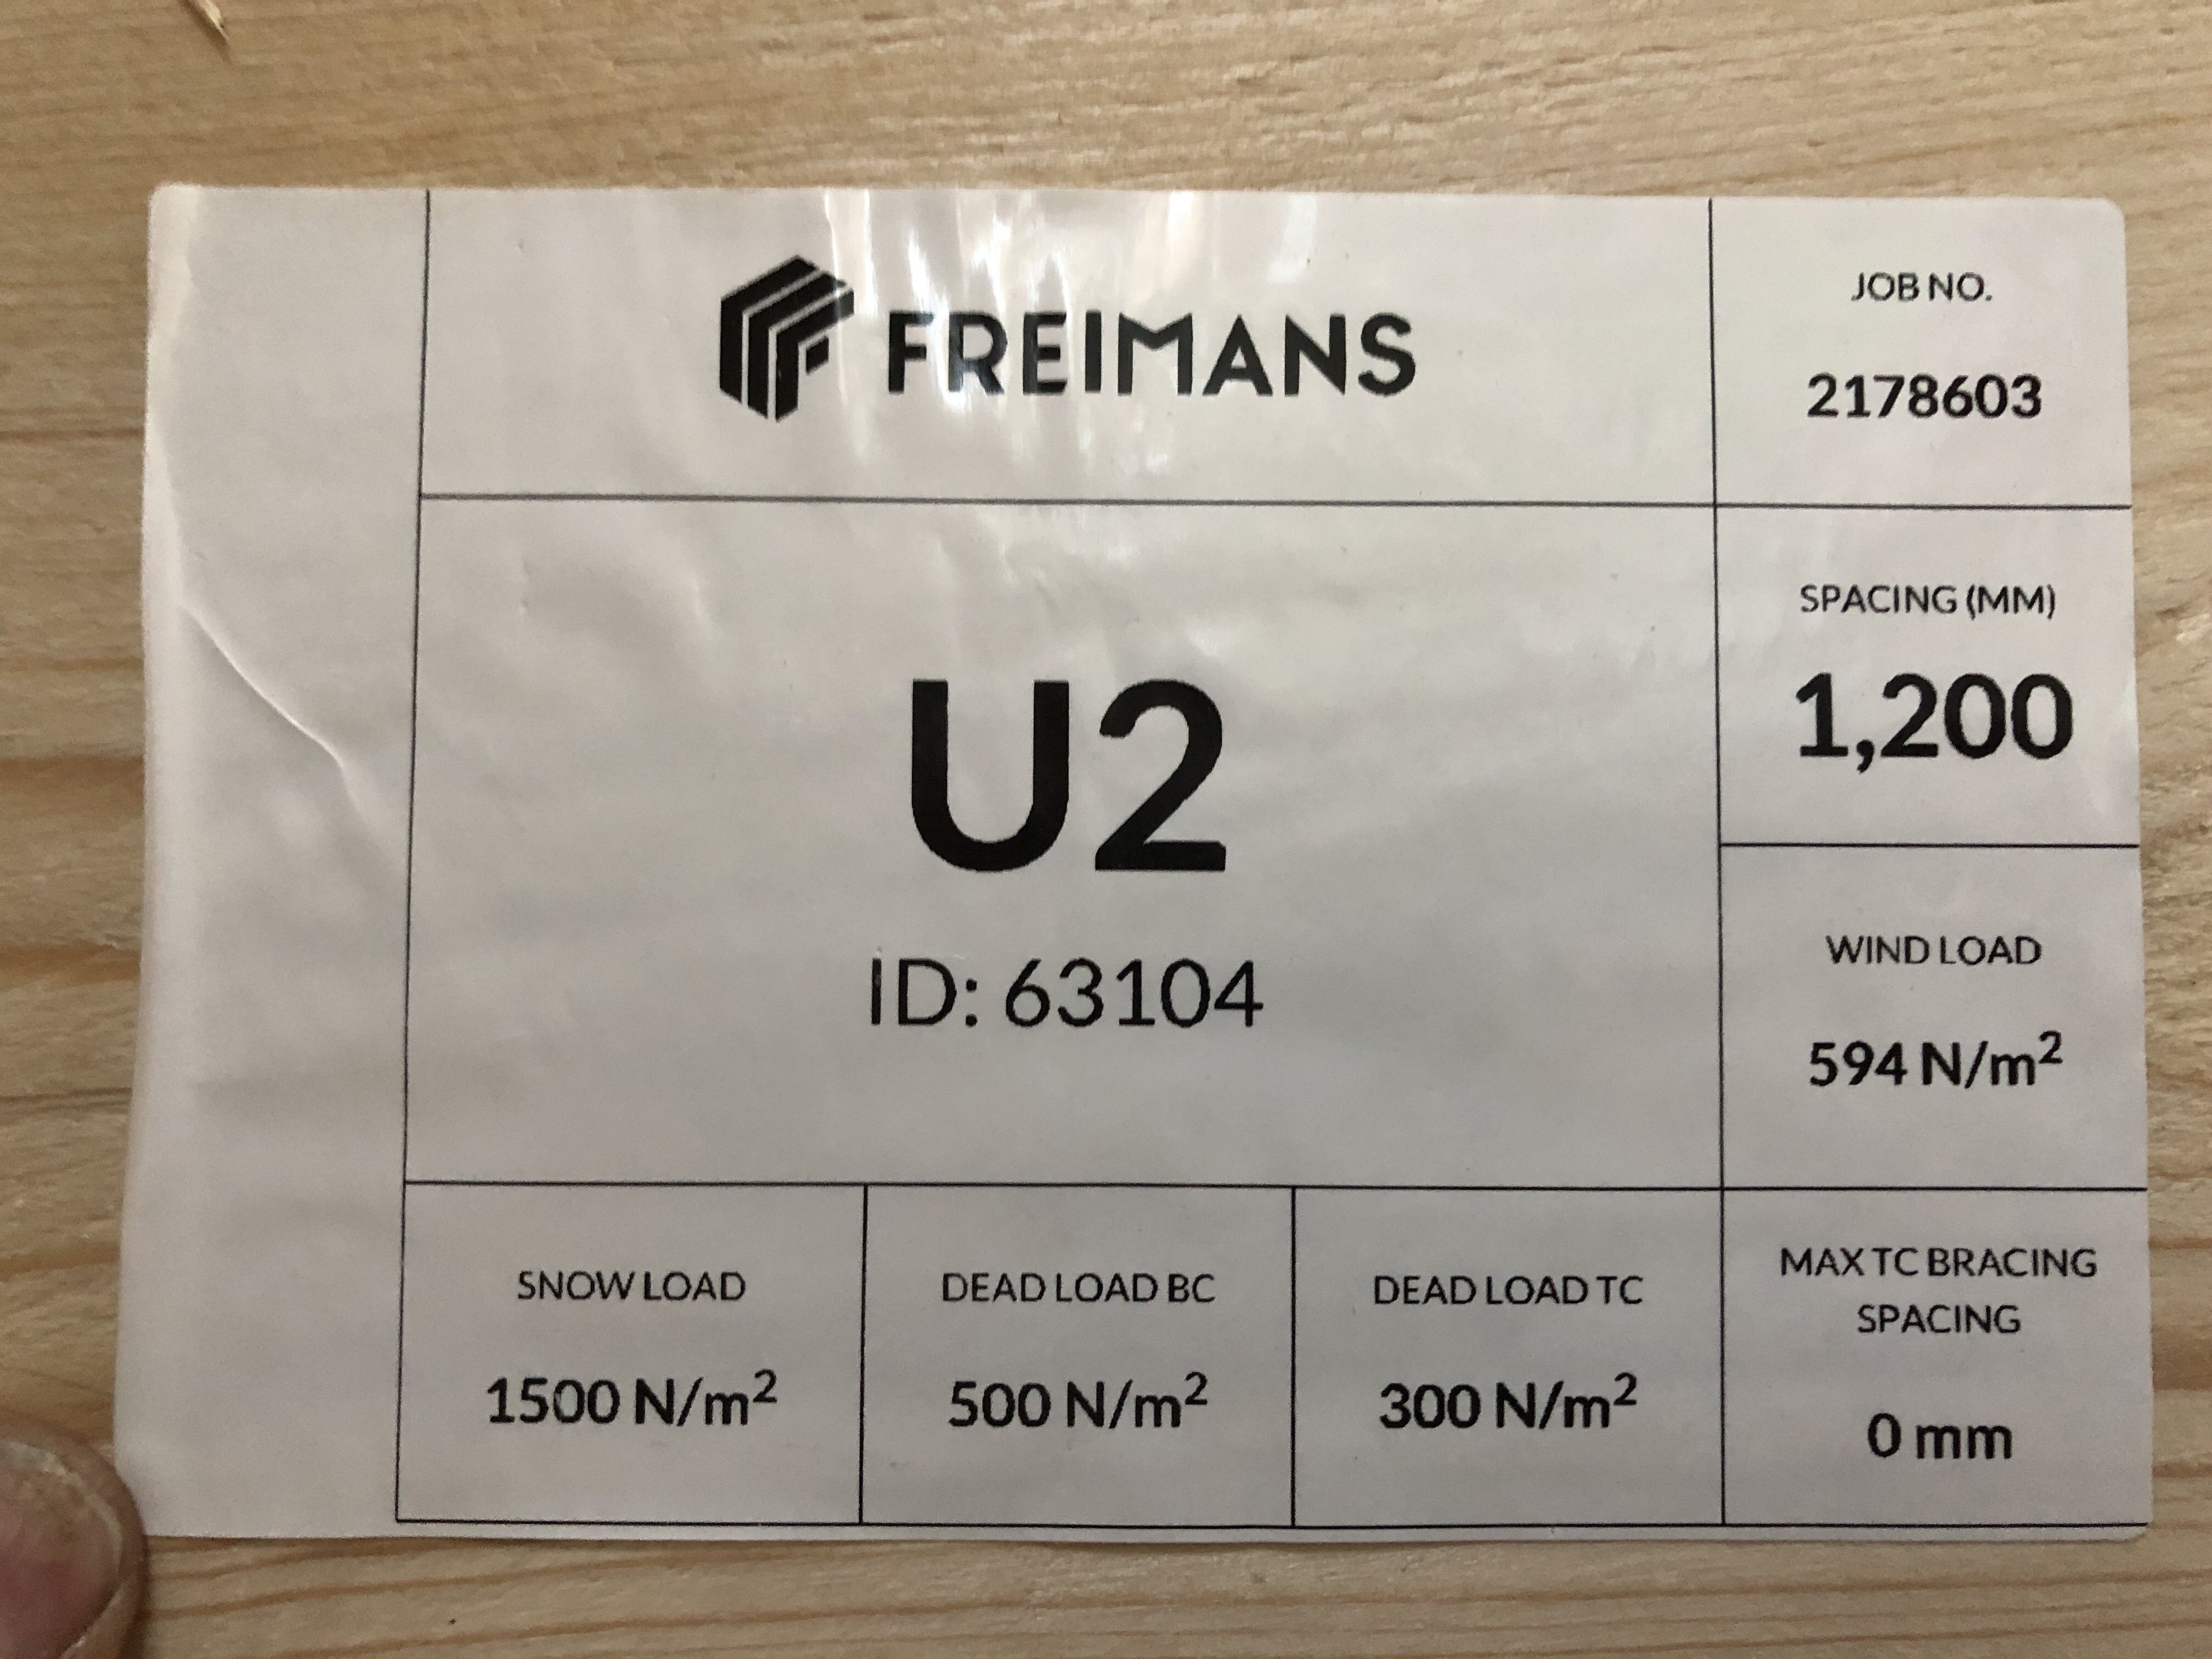 FREIMANS
JOB NO.
2178603
U2
ID: 63104
SPACING (MM)
1,200
WIND LOAD
594 N/m²
SNOW LOAD
1500 N/m²
DEAD LOAD BC
500 N/m²
DEAD LOAD TC
300 N/m²
MAX TC BRACING
SPACING
0 mm